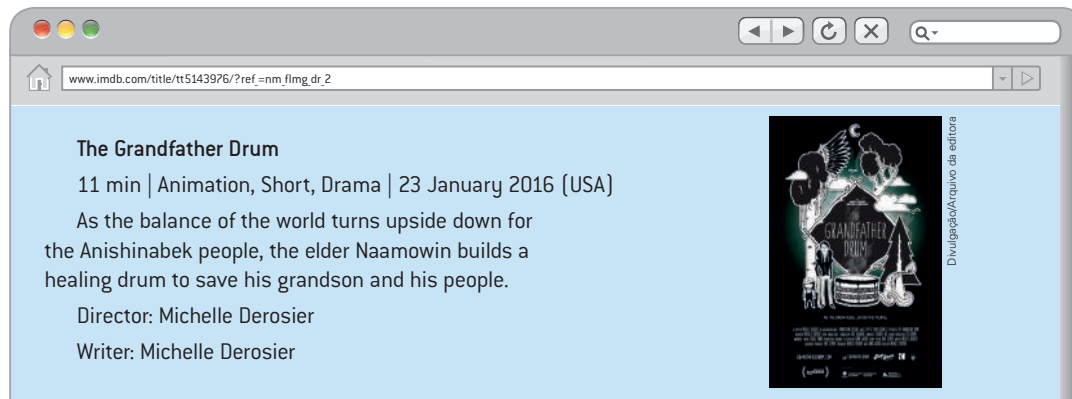 www.imdb.com/title/tt5143976/?ref_=nm_flmg_dr_2
The Grandfather Drum
11 min | Animation, Short, Drama | 23 January 2016 (USA)
As the balance of the world turns upside down for
the Anishinabek people, the elder Naamowin builds a
healing drum to save his grandson and his people.
Director: Michelle Derosier
Writer: Michelle Derosier
GRANDFATHER
DRUM
Divulgação/Arquivo da editora